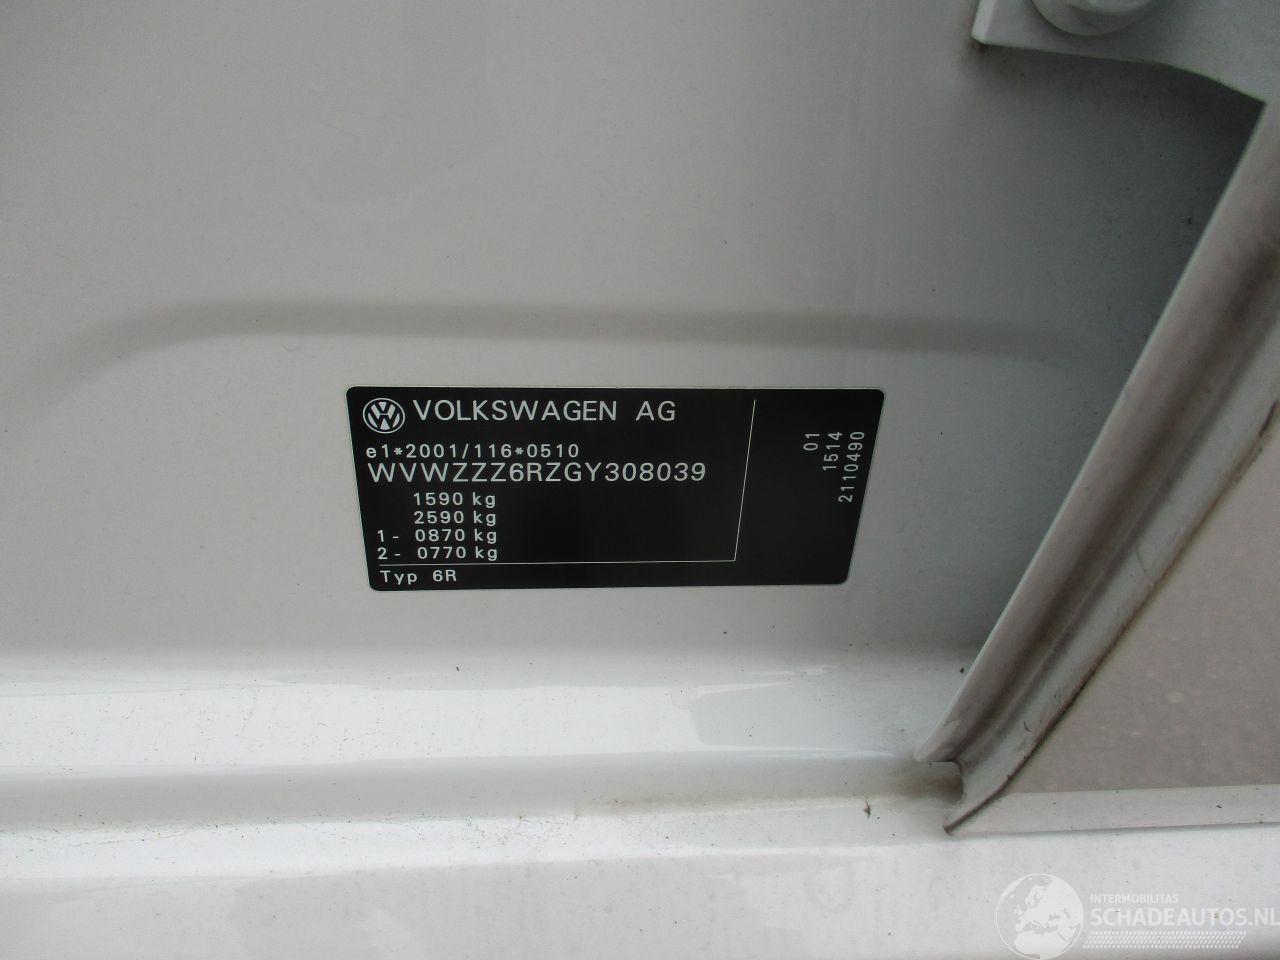 VOLKSWAGEN AG
e1*2001/116*0510
WVWZZZ6RZGY308039
1590 kg
2590 kg
1- 0870 kg
2- 0770 kg
Typ 6R
01
1514
2110490
INTERMOBILITAS
SCHADEAUTOS.NL